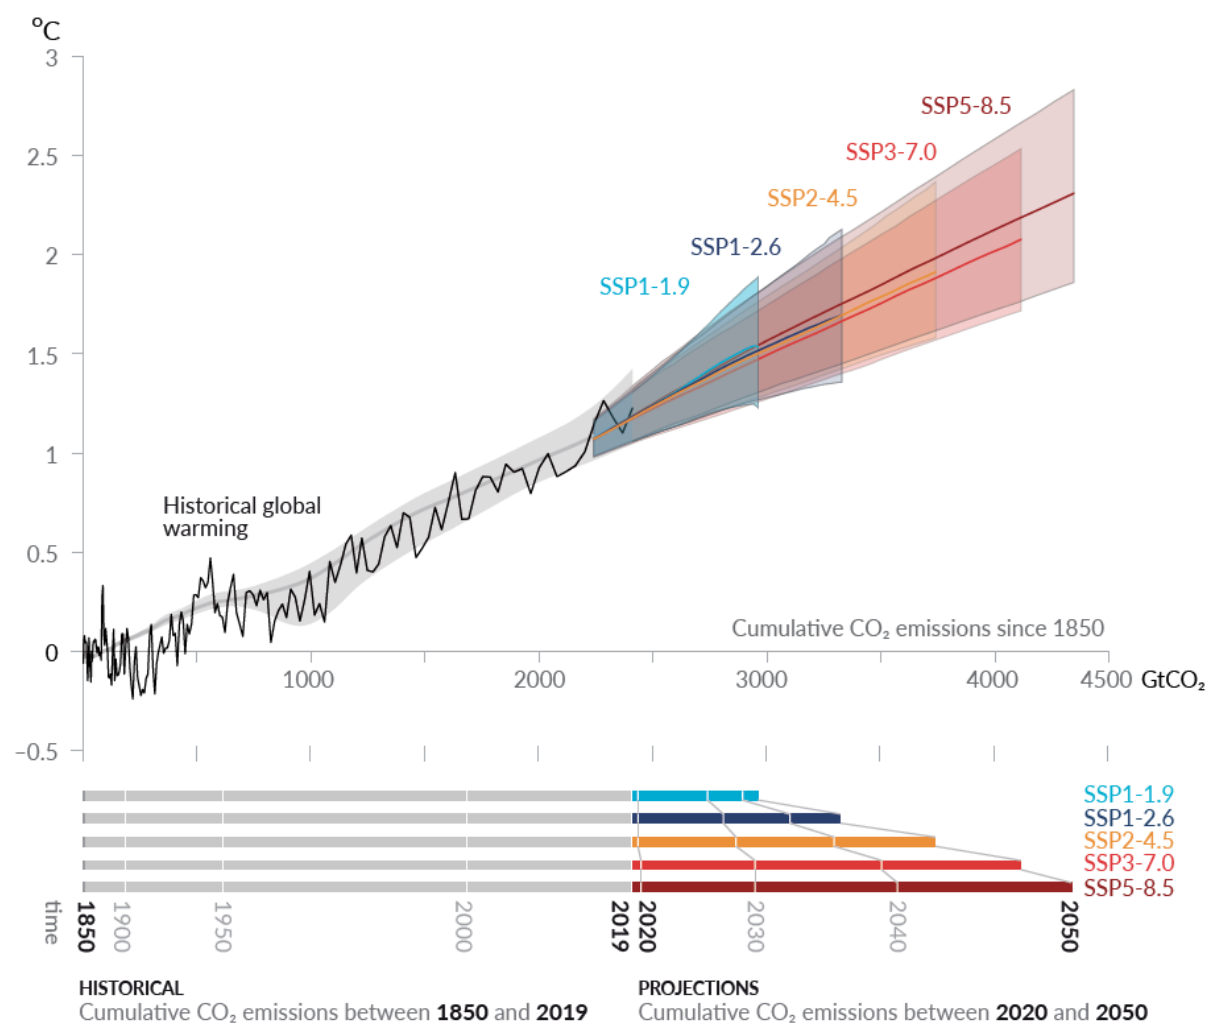 ºC
3
SSP5-8.5
2.5
SSP3-7.0
SSP2-4.5
2
SSP1-2.6
SSP1-1.9
1.5
1
Historical global
warming
0.5
Cumulative CO₂ emissions since 1850
0
1000
2000
3000
4000
4500
GtCO₂
−0.5
SSP1-1.9
SSP1-2.6
SSP2-4.5
SSP3-7.0
SSP5-8.5
time
1850
1900
1950
2000
2019
2020
2030
2040
2050
HISTORICAL
Cumulative CO₂ emissions between 1850 and 2019
PROJECTIONS
Cumulative CO₂ emissions between 2020 and 2050